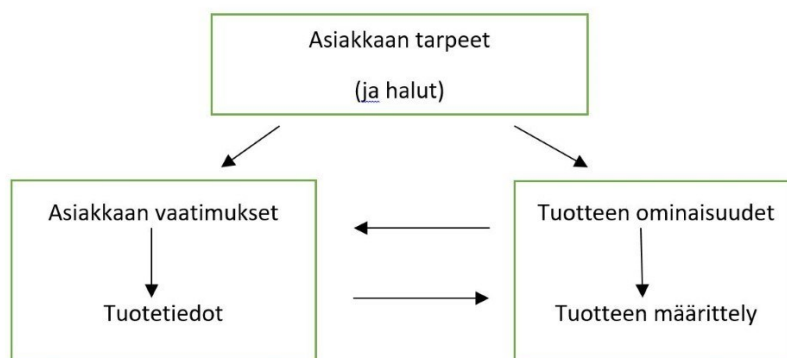 Asiakkaan tarpeet
(ja halut)
Asiakkaan vaatimukset
Tuotetiedot
Tuotteen ominaisuudet
Tuotteen määrittely